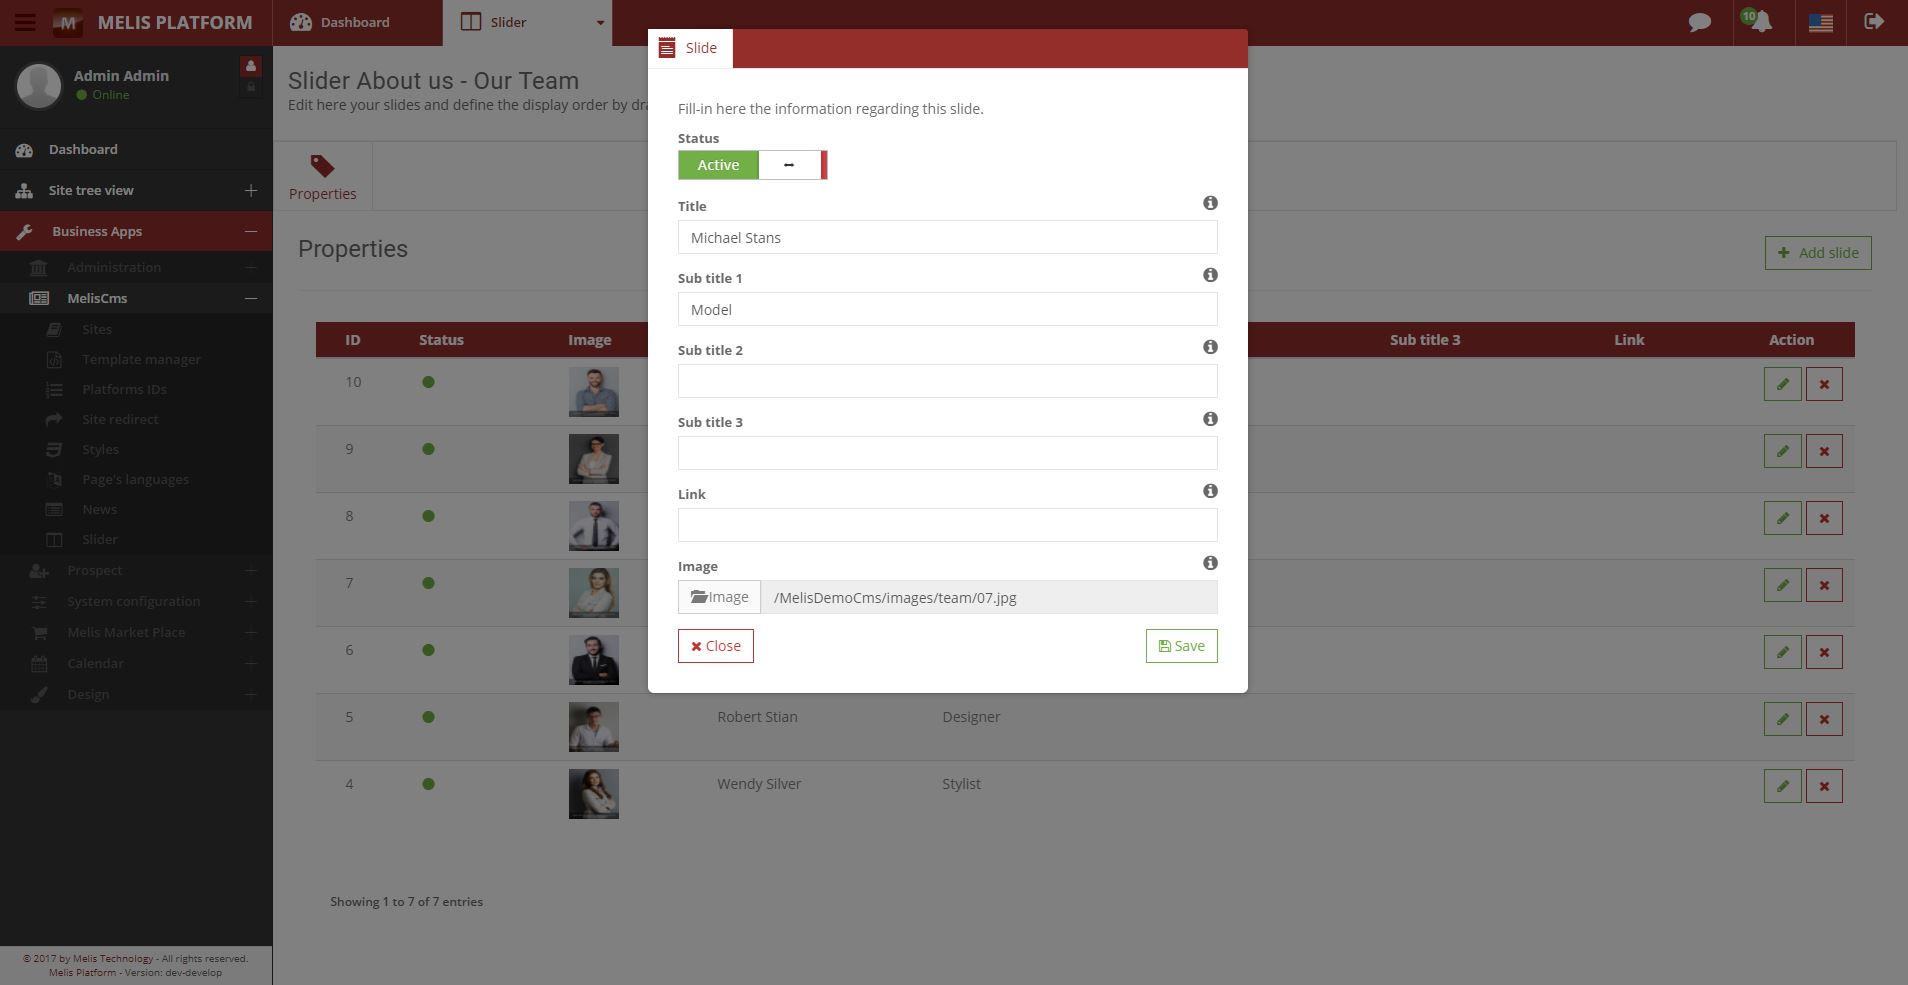 MELIS PLATFORM
Dashboard
Slider
10
Admin Admin
Online
Dashboard
Site tree view
Business Apps
Administration
MelisCms
Sites
Template manager
Platforms IDs
Site redirect
Styles
Page's languages
News
Slider
Prospect
System configuration
Melis Market Place
Calendar
Design
© 2017 by Melis Technology - All rights reserved.
Melis Platform - Version: dev-develop
Slider About us - Our Team
Edit here your slides and define the display order by
Properties
Properties
Add slide
ID Status Image Sub title 3 Link Action
10
9
8
7
6
5 Robert Stian Designer
4 Wendy Silver Stylist
Showing 1 to 7 of 7 entries
Slide
Fill-in here the information regarding this slide.
Status
Active
Title
Michael Stans
Sub title 1
Model
Sub title 2
Sub title 3
Link
Image
Image /MelisDemoCms/images/team/07.jpg
Close Save